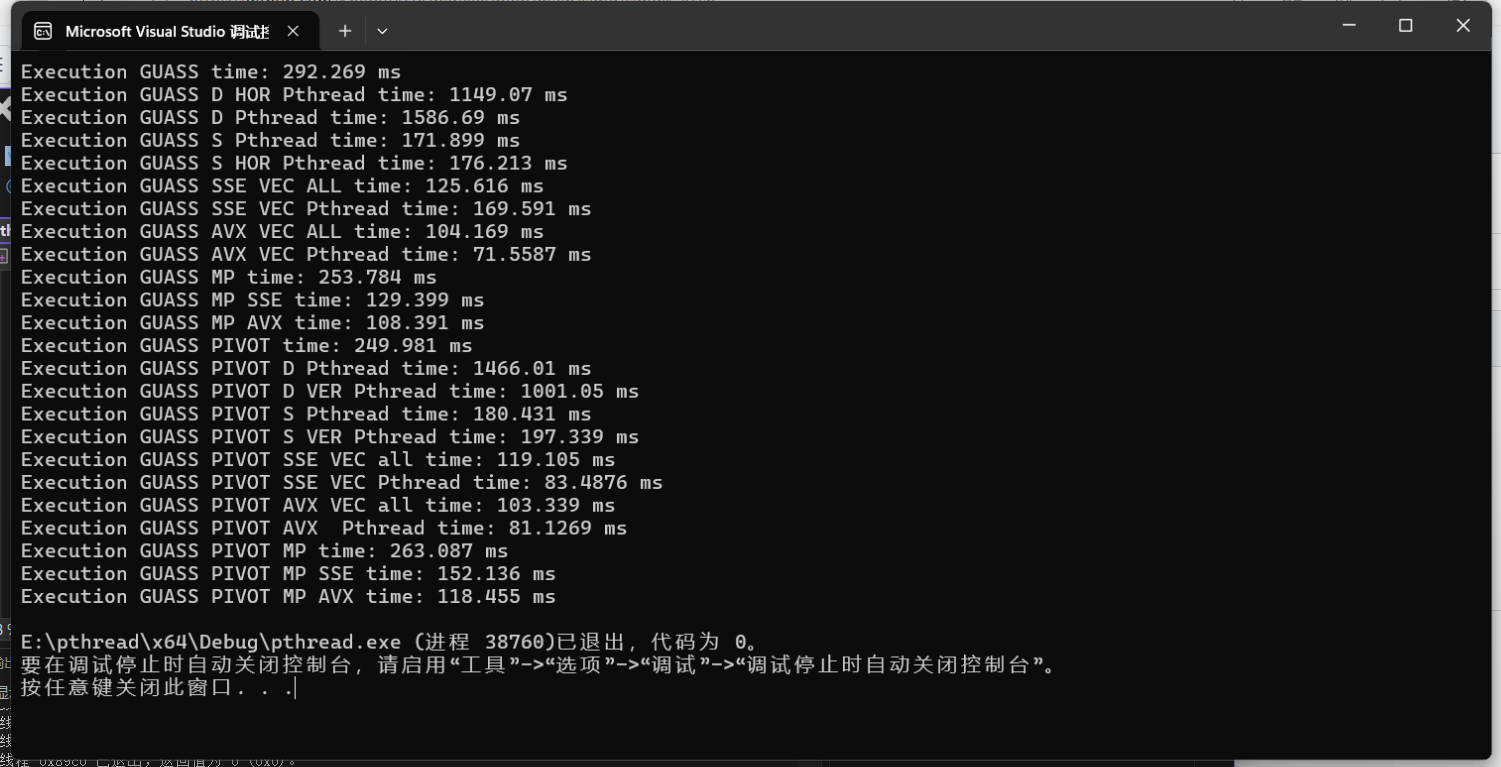 Microsoft Visual Studio 调试控
Execution GUASS time: 292.269 ms
Execution GUASS D HOR Pthread time: 1149.07 ms
Execution GUASS D Pthread time: 1586.69 ms
Execution GUASS S Pthread time: 171.899 ms
Execution GUASS S HOR Pthread time: 176.213 ms
Execution GUASS SSE VEC ALL time: 125.616 ms
Execution GUASS SSE VEC Pthread time: 169.591 ms
Execution GUASS AVX VEC ALL time: 104.169 ms
Execution GUASS AVX VEC Pthread time: 71.5587 ms
Execution GUASS MP time: 253.784 ms
Execution GUASS MP SSE time: 129.399 ms
Execution GUASS MP AVX time: 108.391 ms
Execution GUASS PIVOT time: 249.981 ms
Execution GUASS PIVOT D Pthread time: 1466.01 ms
Execution GUASS PIVOT D VER Pthread time: 1001.05 ms
Execution GUASS PIVOT S Pthread time: 180.431 ms
Execution GUASS PIVOT S VER Pthread time: 197.339 ms
Execution GUASS PIVOT SSE VEC all time: 119.105 ms
Execution GUASS PIVOT SSE VEC Pthread time: 83.4876 ms
Execution GUASS PIVOT AVX VEC all time: 103.339 ms
Execution GUASS PIVOT AVX  Pthread time: 81.1269 ms
Execution GUASS PIVOT MP time: 263.087 ms
Execution GUASS PIVOT MP SSE time: 152.136 ms
Execution GUASS PIVOT MP AVX time: 118.455 ms
E:\pthread\x64\Debug\pthread.exe (进程 38760)已退出，代码为 0。
要在调试停止时自动关闭控制台，请启用“工具”->“选项”->“调试”->“调试停止时自动关闭控制台”。
按任意键关闭此窗口. . .
线程 0x89c0 已退出，返回值为 0 (0x0)。